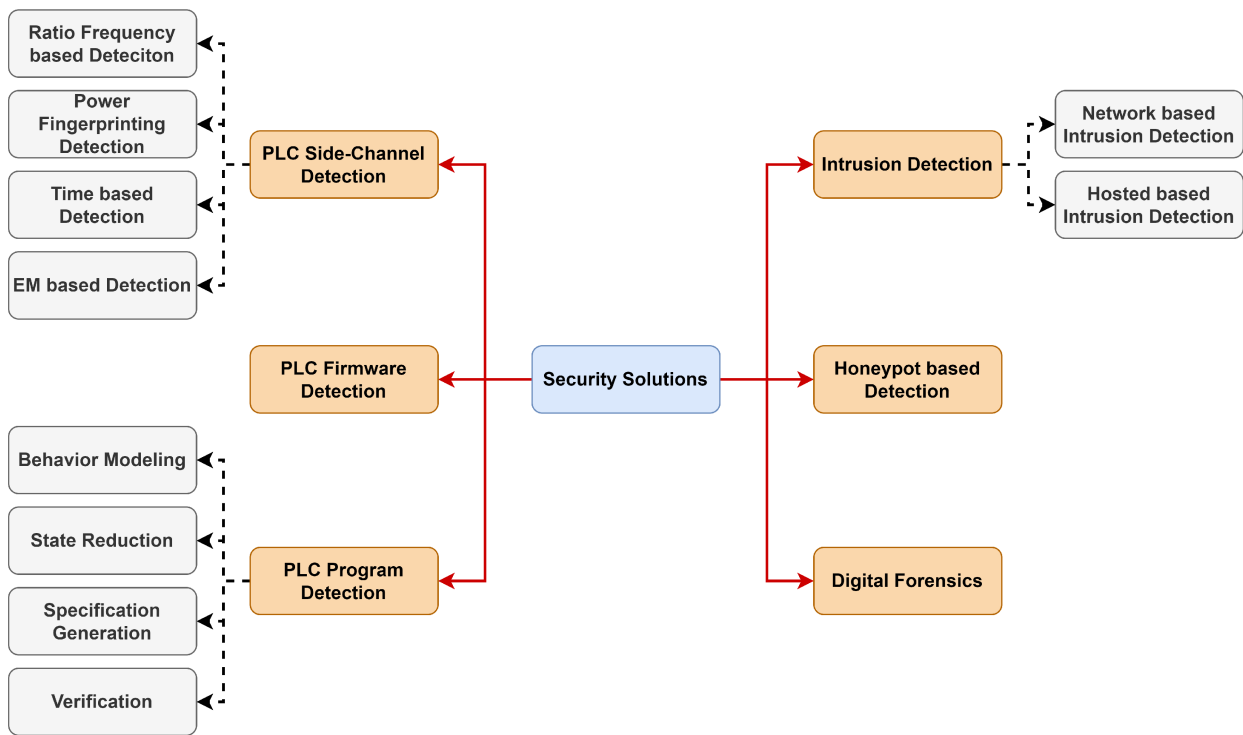 Ratio Frequency
based Deteciton
Power
Fingerprinting
Detection
Time based
Detection
EM based Detection
PLC Side-Channel
Detection
PLC Firmware
Detection
Behavior Modeling
State Reduction
Specification
Generation
Verification
PLC Program
Detection
Security Solutions
Intrusion Detection
Network based
Intrusion Detection
Hosted based
Intrusion Detection
Honeypot based
Detection
Digital Forensics